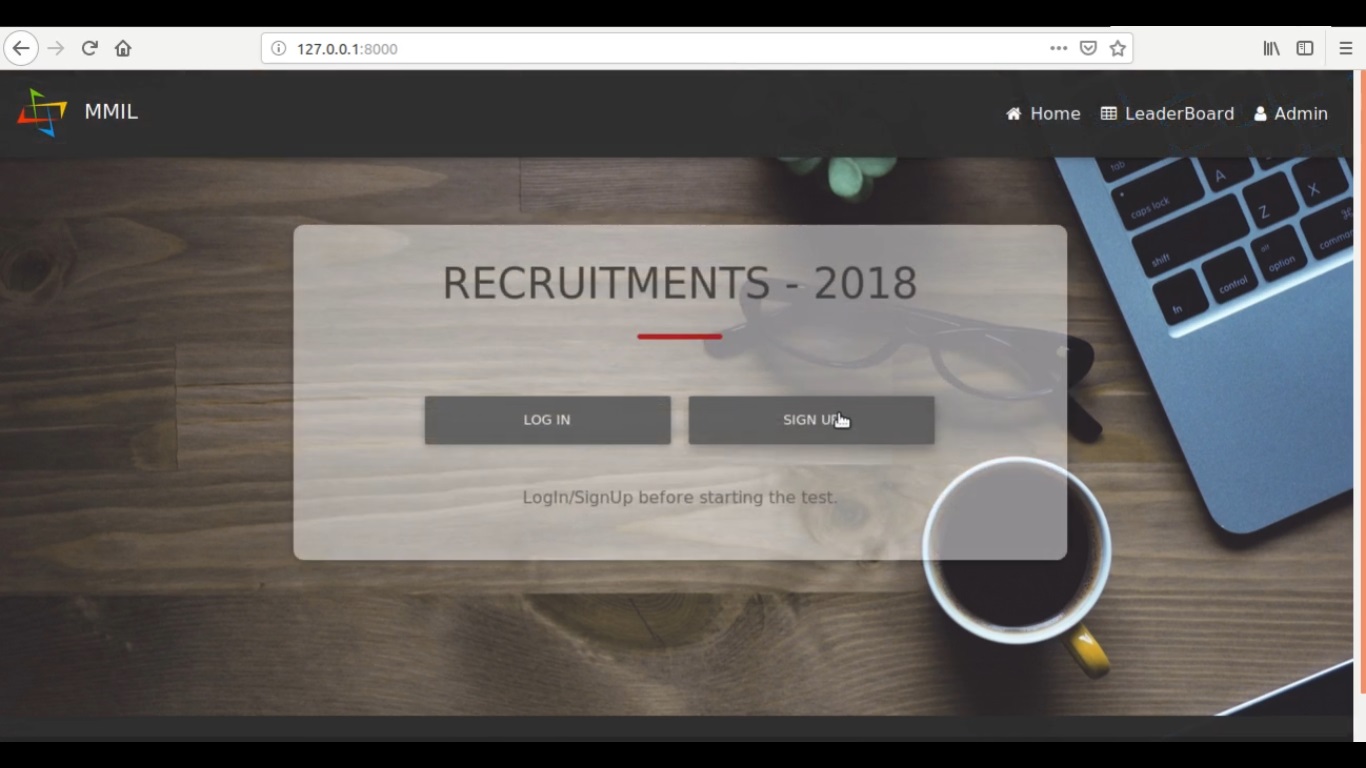 127.0.0.1:8000
MMIL
Home LeaderBoard Admin
tab
caps lock A
shift Z X
fn control alt option command
RECRUITMENTS - 2018
LOG IN SIGN UP
LogIn/SignUp before starting the test.